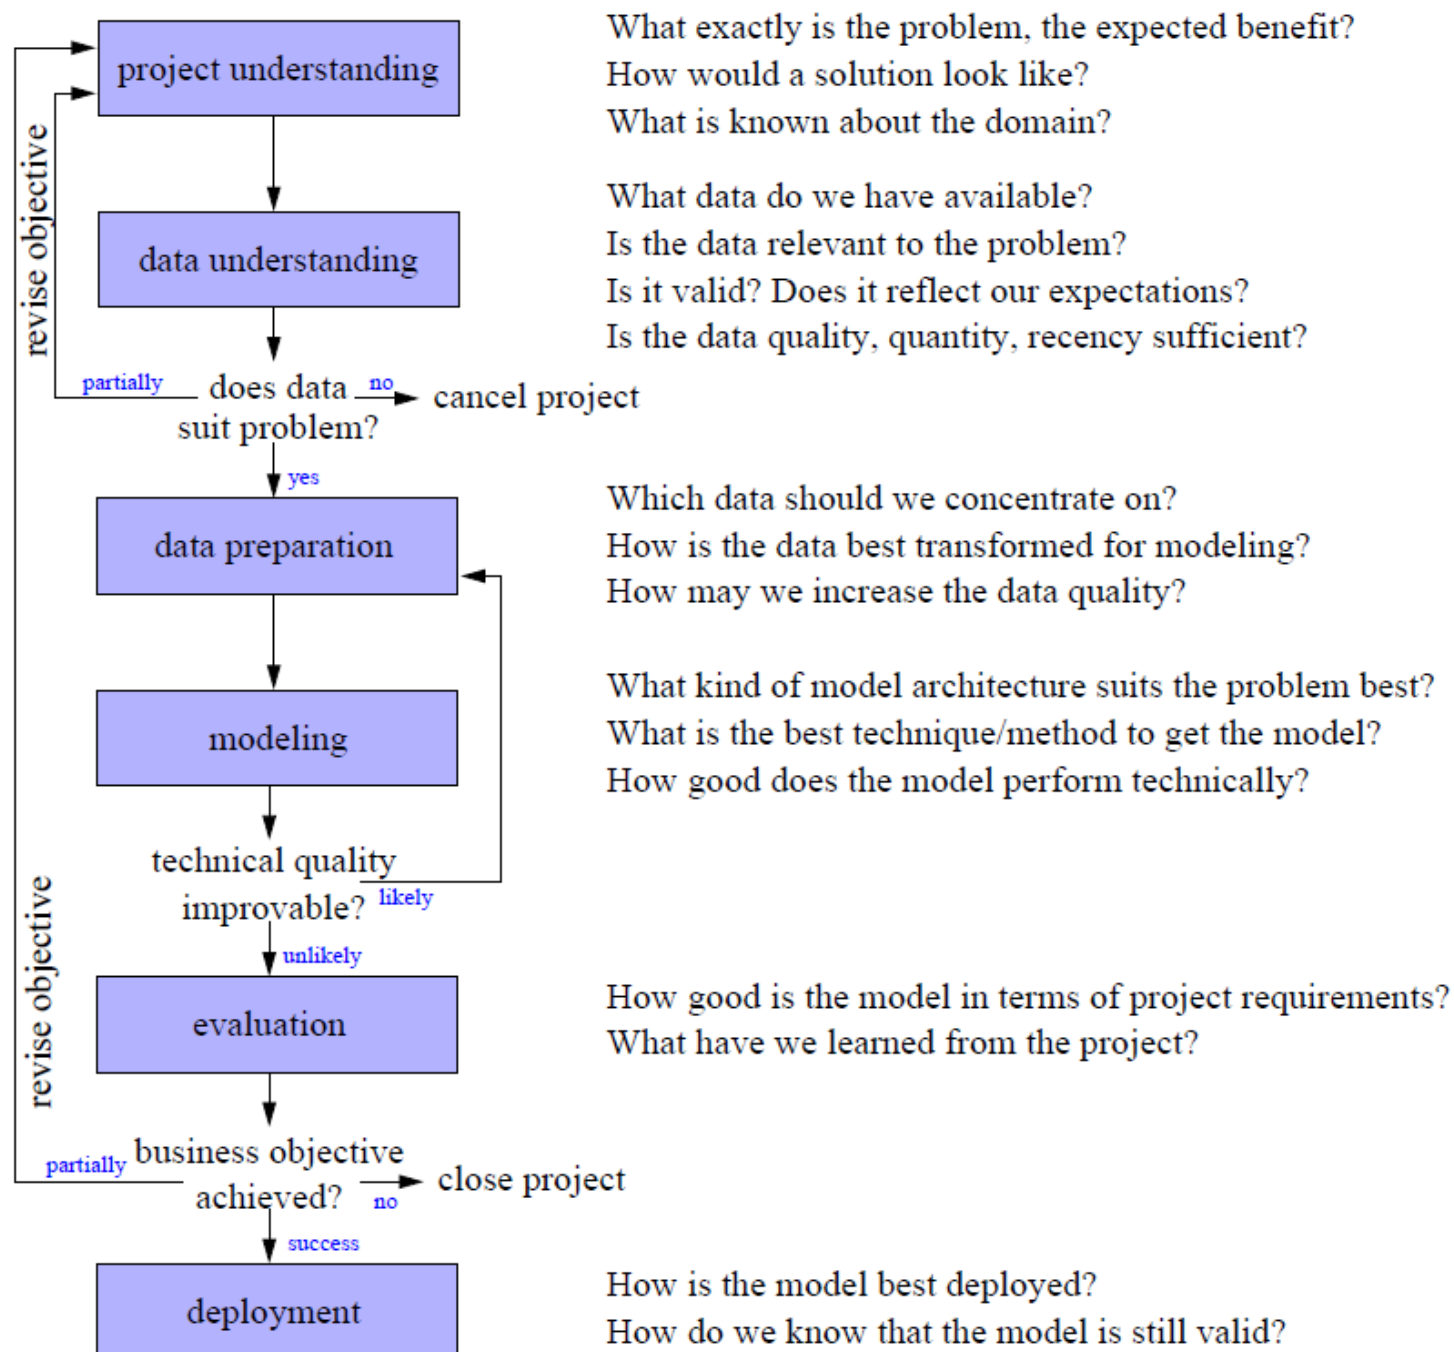 project understanding
What exactly is the problem, the expected benefit?
How would a solution look like?
What is known about the domain?
revise objective
data understanding
What data do we have available?
Is the data relevant to the problem?
Is it valid? Does it reflect our expectations?
Is the data quality, quantity, recency sufficient?
partially
does data
suit problem?
no
cancel project
yes
data preparation
Which data should we concentrate on?
How is the data best transformed for modeling?
How may we increase the data quality?
modeling
What kind of model architecture suits the problem best?
What is the best technique/method to get the model?
How good does the model perform technically?
technical quality
improvable?
likely
unlikely
revise objective
evaluation
How good is the model in terms of project requirements?
What have we learned from the project?
partially
business objective
achieved?
no
close project
success
deployment
How is the model best deployed?
How do we know that the model is still valid?